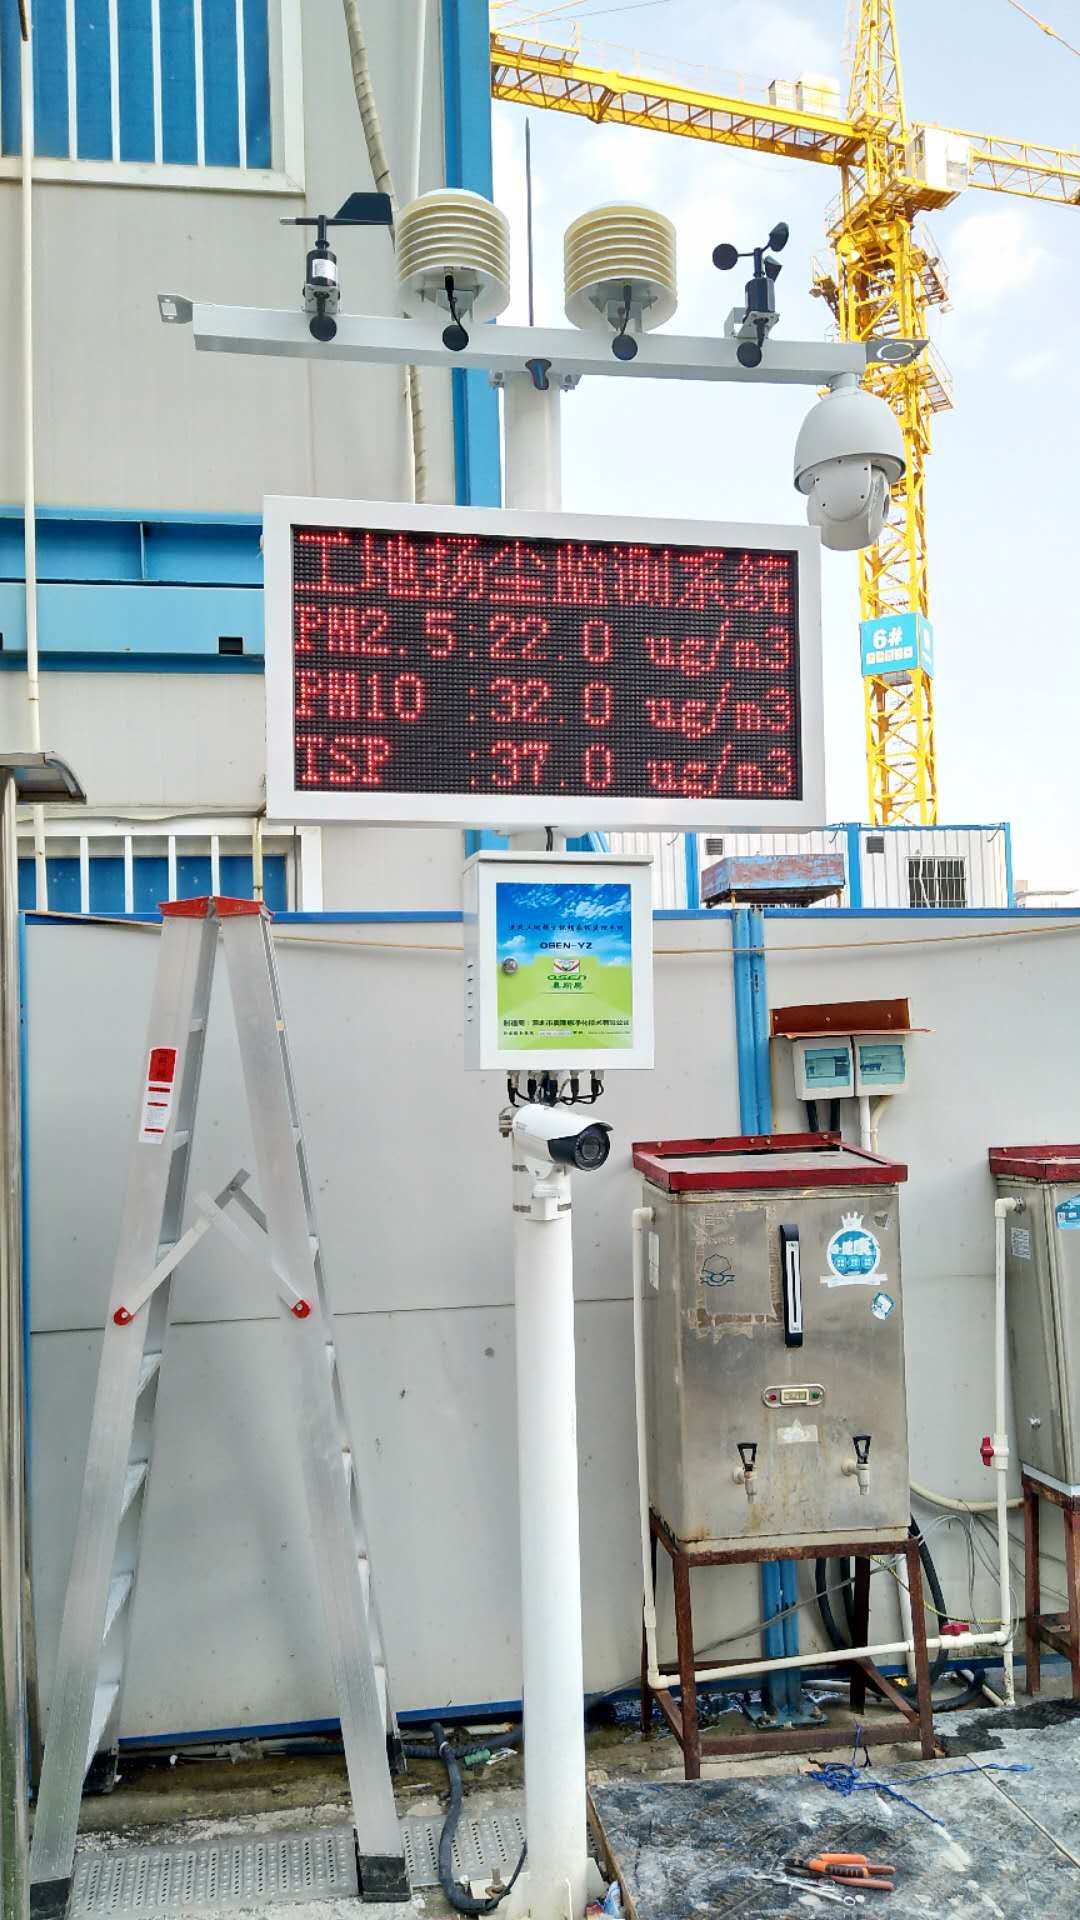 6#
工地扬尘监测系统
PM2.5:22.0 ug/m3
PM10 :32.0 ug/m3
TSP :37.0 ug/m3
OSEN-YZ
OSEN
奥斯恩